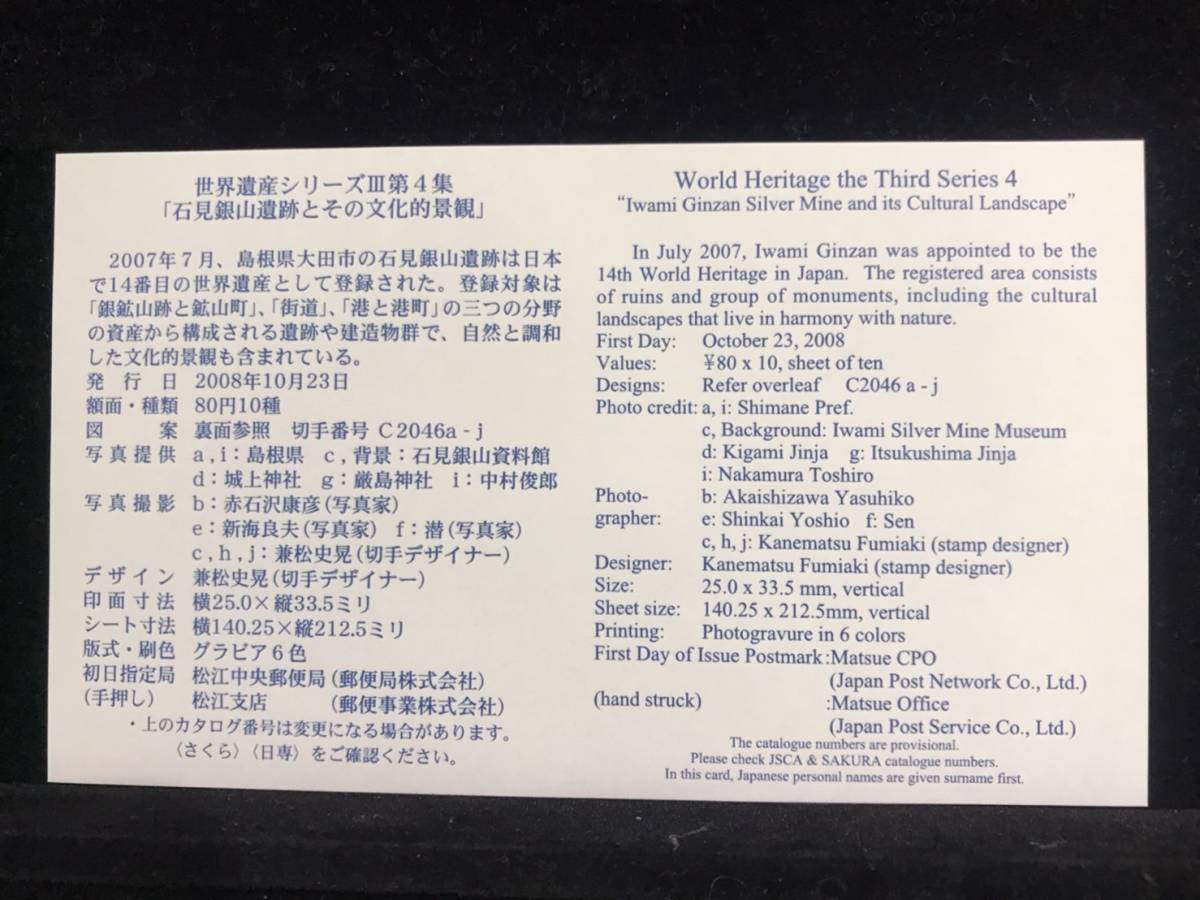 世界遺産シリーズⅢ第4集
「石見銀山遺跡とその文化的景観」
2007年7月、島根県大田市の石見銀山遺跡は日本
で14番目の世界遺産として登録された。登録対象は
「銀鉱山跡と鉱山町」、「街道」、「港と港町」の三つの分野
の資産から構成される遺跡や建造物群で、自然と調和
した文化的景観も含まれている。
発行日 2008年10月23日
額面・種類 80円10種
図案 裏面参照 切手番号 C2046a-j
写真提供 a,i:島根県 c,背景:石見銀山資料館
d:城上神社 g:厳島神社 i:中村俊郎
写真撮影 b:赤石沢康彦(写真家)
e:新海良夫(写真家) f:潜(写真家)
c,h,j:兼松史晃(切手デザイナー)
デザイン 兼松史晃(切手デザイナー)
印面寸法 横25.0×縦33.5ミリ
シート寸法 横140.25×縦212.5ミリ
版式・刷色 グラビア6色
初日指定局 松江中央郵便局(郵便局株式会社)
(手押し) 松江支店 (郵便事業株式会社)
・上のカタログ番号は変更になる場合があります。
〈さくら〉〈日専〉をご確認ください。
World Heritage the Third Series 4
"Iwami Ginzan Silver Mine and its Cultural Landscape"
In July 2007, Iwami Ginzan was appointed to be the
14th World Heritage in Japan. The registered area consists
of ruins and group of monuments, including the cultural
landscapes that live in harmony with nature.
First Day: October 23, 2008
Values: ¥80 x 10, sheet of ten
Designs: Refer overleaf C2046 a - j
Photo credit: a, i: Shimane Pref.
c, Background: Iwami Silver Mine Museum
d: Kigami Jinja g: Itsukushima Jinja
i: Nakamura Toshiro
Photo- b: Akaishizawa Yasuhiko
grapher: e: Shinkai Yoshio f: Sen
c, h, j: Kanematsu Fumiaki (stamp designer)
Designer: Kanematsu Fumiaki (stamp designer)
Size: 25.0 x 33.5 mm, vertical
Sheet size: 140.25 x 212.5mm, vertical
Printing: Photogravure in 6 colors
First Day of Issue Postmark :Matsue CPO
(Japan Post Network Co., Ltd.)
(hand struck) :Matsue Office
(Japan Post Service Co., Ltd.)
The catalogue numbers are provisional.
Please check JSCA & SAKURA catalogue numbers.
In this card, Japanese personal names are given surname first.